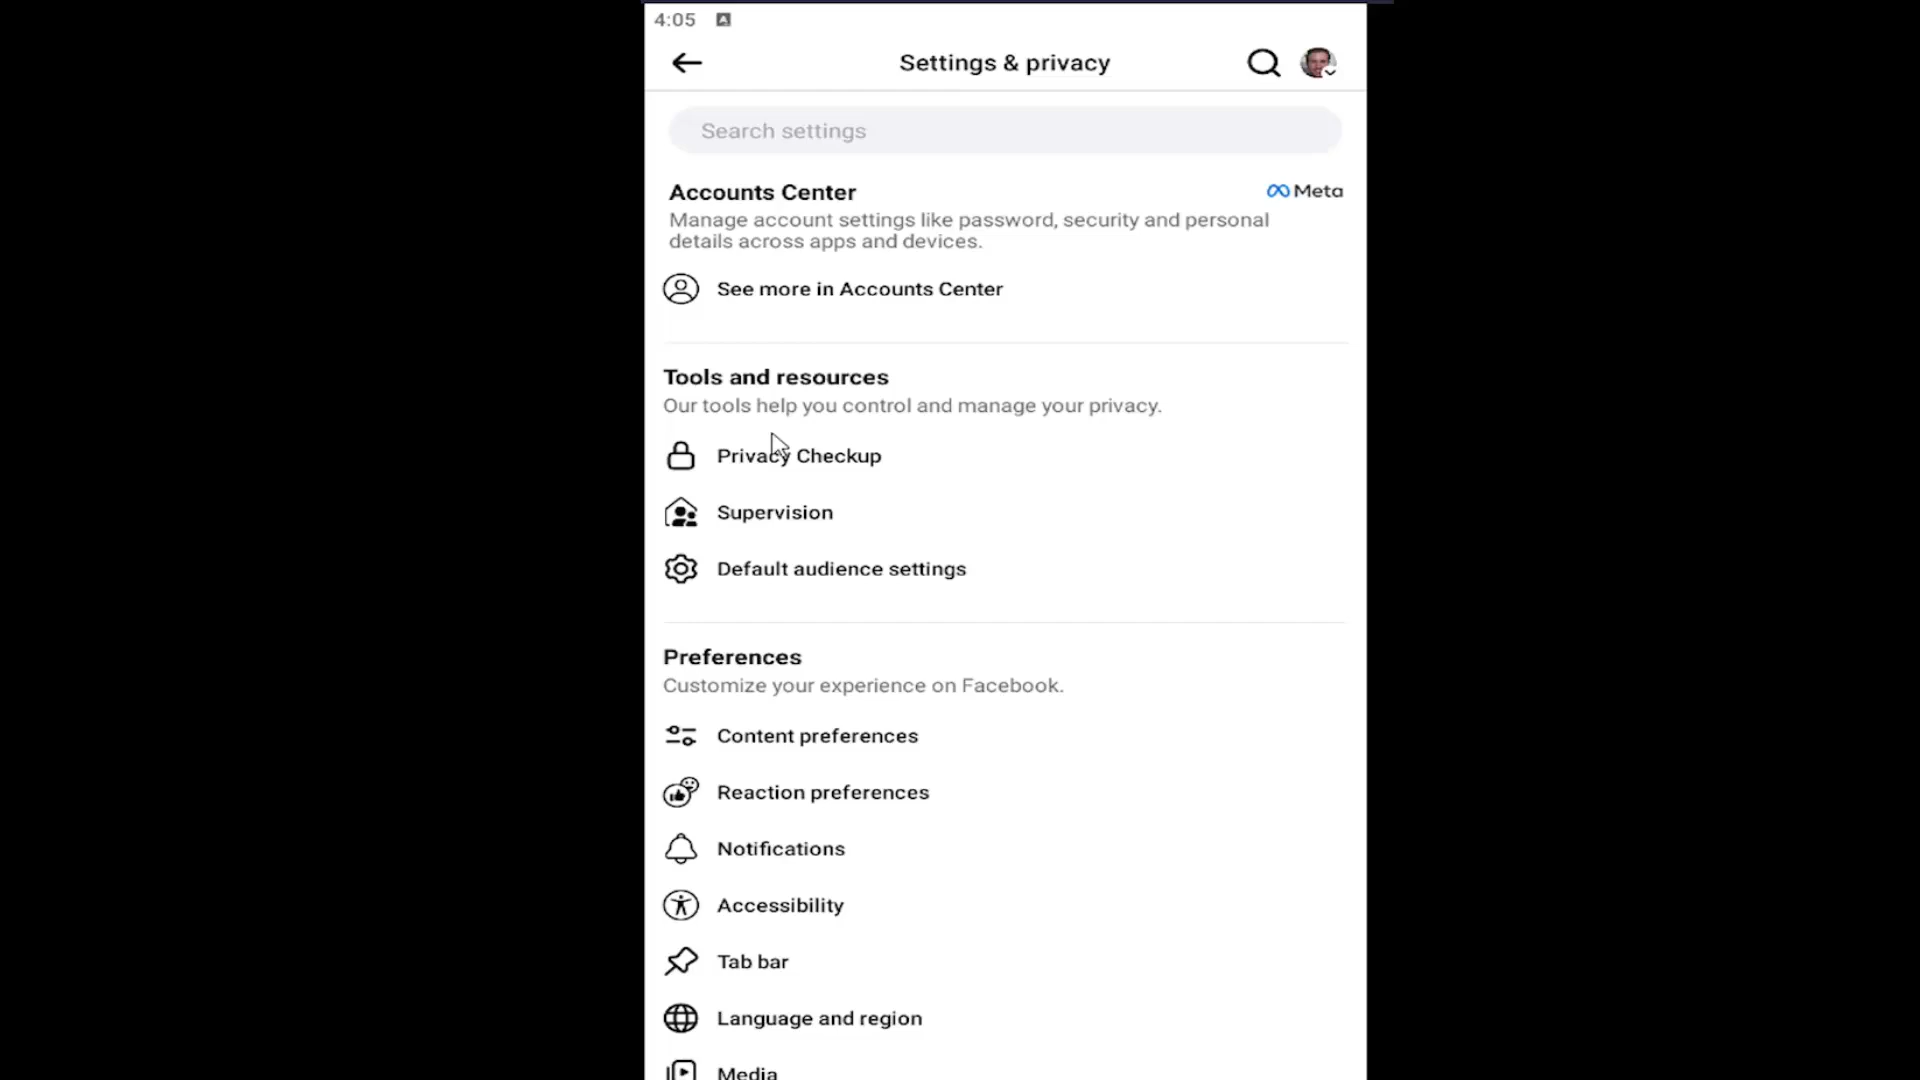 4:05
Settings & privacy
Search settings
Accounts Center
Meta
Manage account settings like password, security and personal
details across apps and devices.
See more in Accounts Center
Tools and resources
Our tools help you control and manage your privacy.
Privacy Checkup
Supervision
Default audience settings
Preferences
Customize your experience on Facebook.
Content preferences
Reaction preferences
Notifications
Accessibility
Tab bar
Language and region
Media